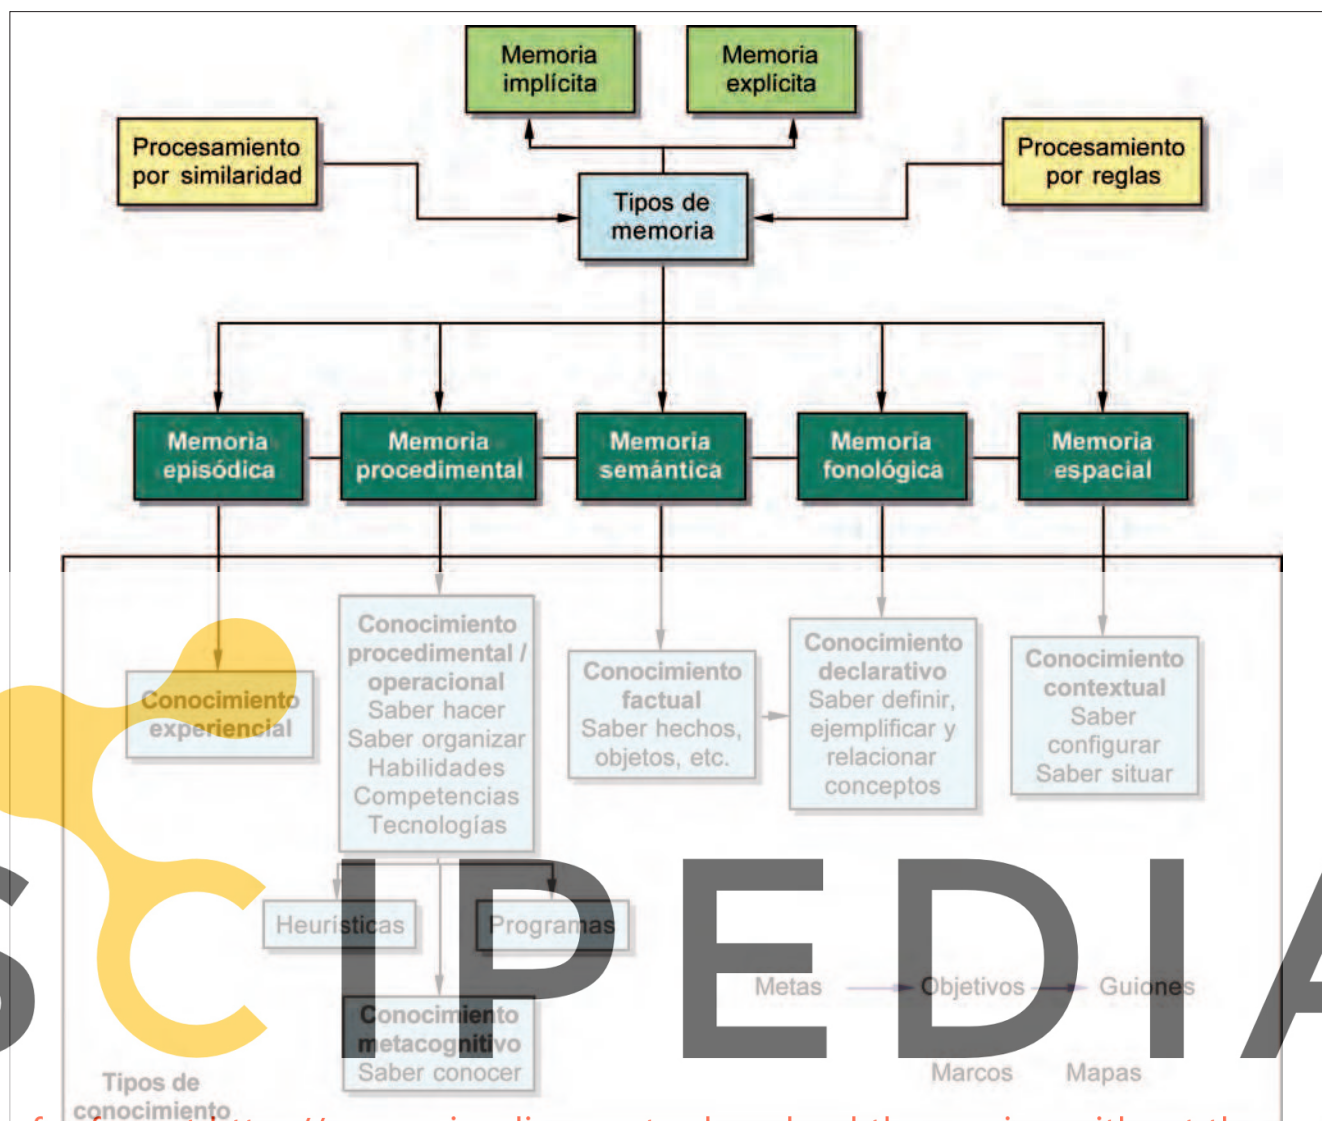 Memoria
implícita
Memoria
explícita
Procesamiento
por similaridad
Procesamiento
por reglas
Tipos de
memoria
Memoria
episódica
Memoria
procedimental
Memoria
semántica
Memoria
fonológica
Memoria
espacial
Conocimiento
experiencial
Conocimiento
procedimental /
operacional
Saber hacer
Saber organizar
Habilidades
Competencias
Tecnologías
Conocimiento
factual
Saber hechos,
objetos, etc.
Conocimiento
declarativo
Saber definir,
ejemplificar y
relacionar
conceptos
Conocimiento
contextual
Saber
configurar
Saber situar
Heurísticas
Programas
Conocimiento
metacognitivo
Saber conocer
Metas
Objetivos
Guiones
Marcos
Mapas
Tipos de
conocimiento
SCIPEDIA